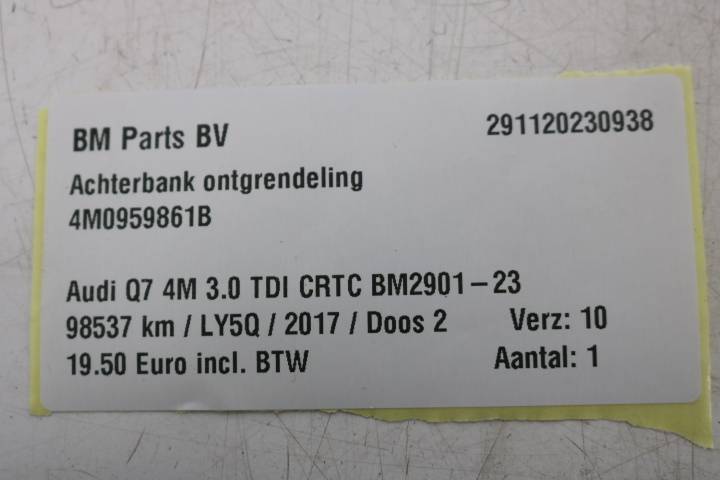 BM Parts BV 291120230938
Achterbank ontgrendeling
4M0959861B
Audi Q7 4M 3.0 TDI CRTC BM2901-23
98537 km / LY5Q / 2017 / Doos 2 Verz: 10
19.50 Euro incl. BTW Aantal: 1